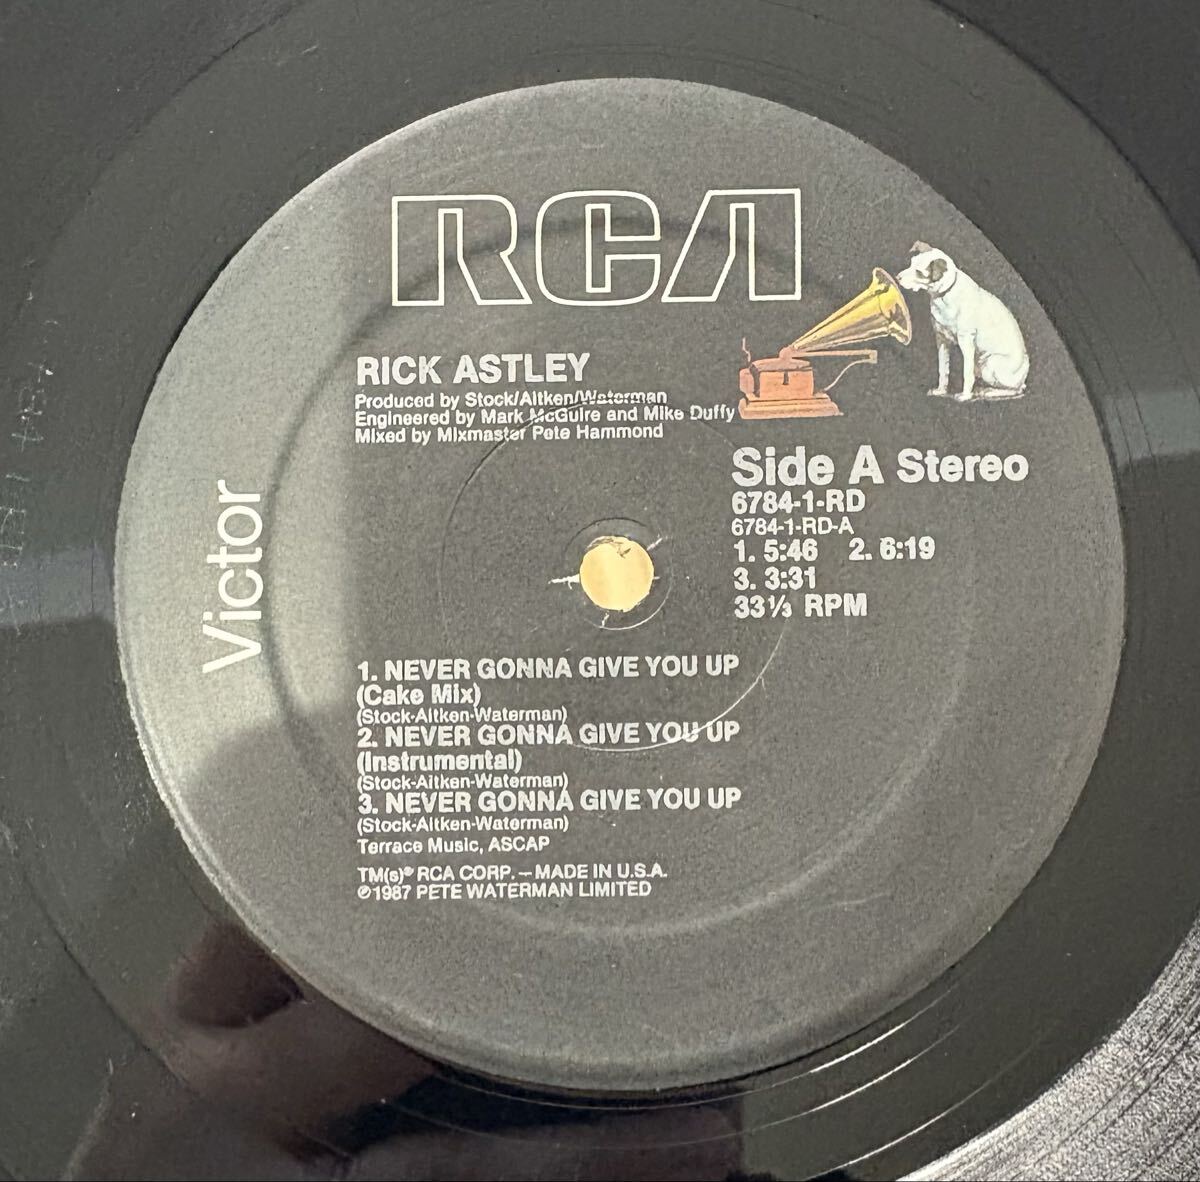 RCA
Victor
RICK ASTLEY
Produced by Stock/Aitken/Waterman
Engineered by Mark McGuire and Mike Duffy
Mixed by Mixmaster Pete Hammond
Side A Stereo
6784-1-RD
6784-1-RD-A
1. 5:46 2. 6:19
3. 3:31
33⅓ RPM
1. NEVER GONNA GIVE YOU UP
(Cake Mix)
(Stock-Aitken-Waterman)
2. NEVER GONNA GIVE YOU UP
(Instrumental)
(Stock-Aitken-Waterman)
3. NEVER GONNA GIVE YOU UP
(Stock-Aitken-Waterman)
Terrace Music, ASCAP
TM(s)® RCA CORP. – MADE IN U.S.A.
℗1987 PETE WATERMAN LIMITED